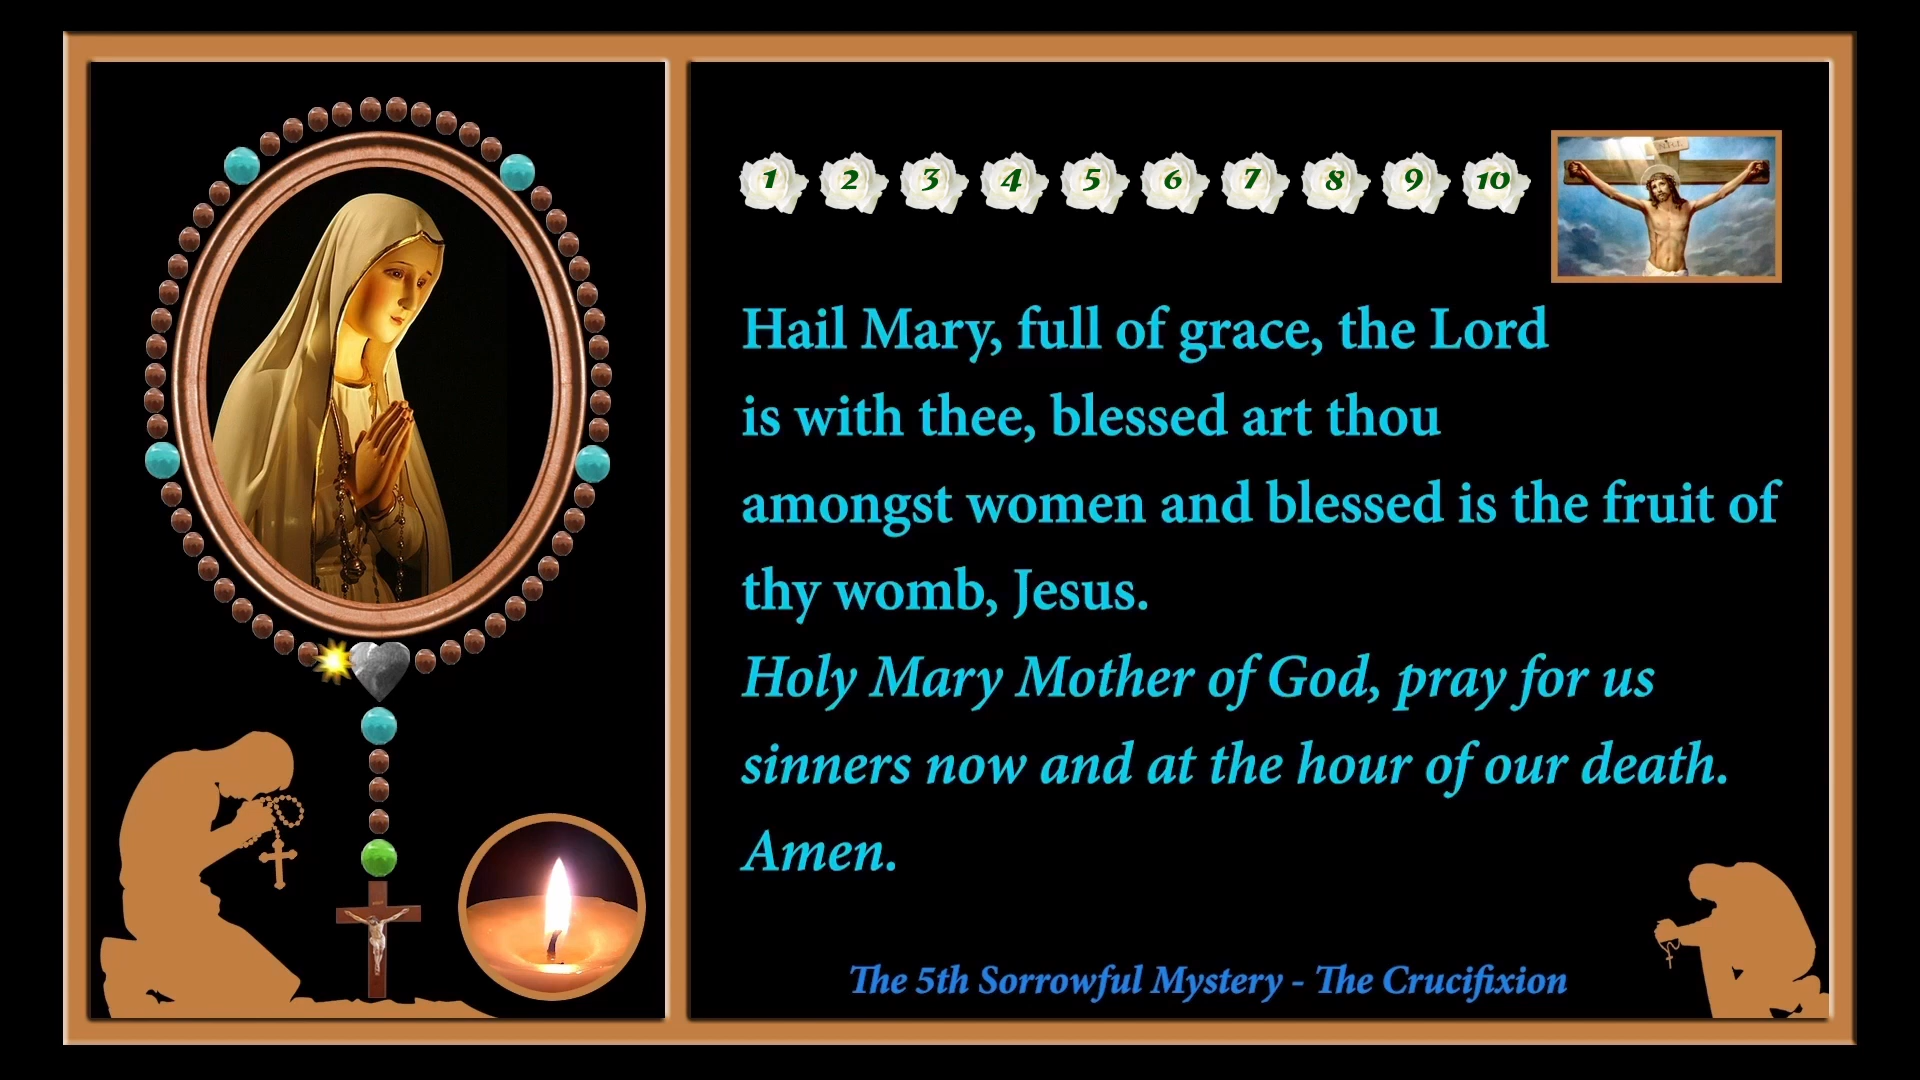 1 2 3 4 5 6 7 8 9 10
Hail Mary, full of grace, the Lord
is with thee, blessed art thou
amongst women and blessed is the fruit of
thy womb, Jesus.
Holy Mary Mother of God, pray for us
sinners now and at the hour of our death.
Amen.
The 5th Sorrowful Mystery - The Crucifixion